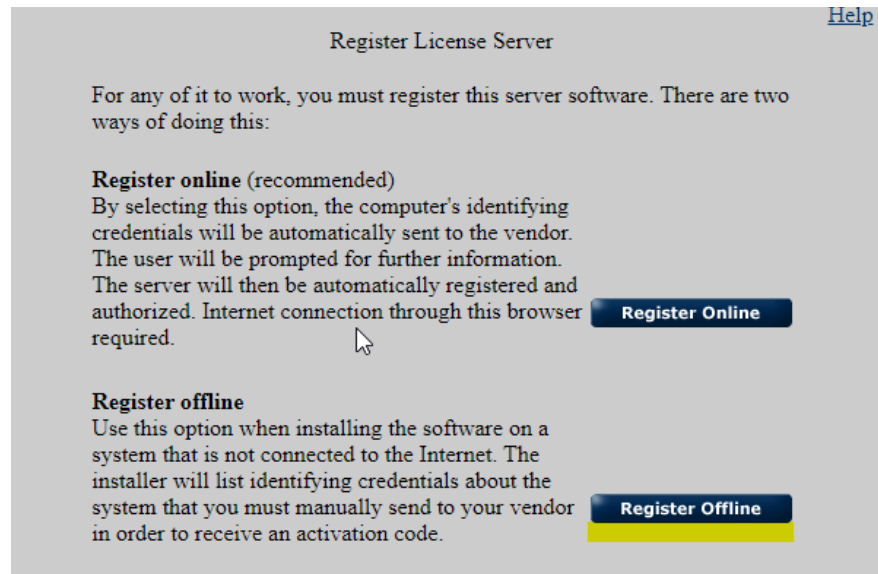 Help
Register License Server
For any of it to work, you must register this server software. There are two
ways of doing this:
Register online (recommended)
By selecting this option, the computer's identifying
credentials will be automatically sent to the vendor.
The user will be prompted for further information.
The server will then be automatically registered and
authorized. Internet connection through this browser
required.
Register Online
Register offline
Use this option when installing the software on a
system that is not connected to the Internet. The
installer will list identifying credentials about the
system that you must manually send to your vendor
in order to receive an activation code.
Register Offline